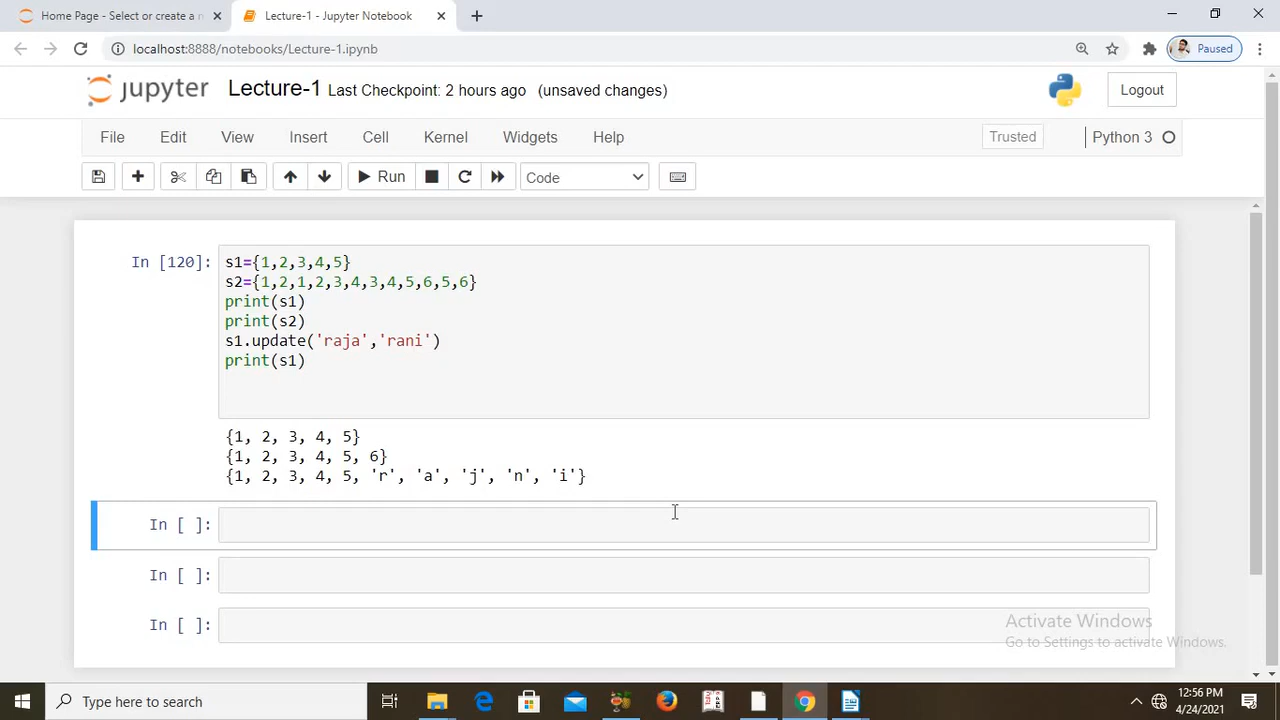 Home Page - Select or create a n
Lecture-1 - Jupyter Notebook
localhost:8888/notebooks/Lecture-1.ipynb
Paused
jupyter Lecture-1 Last Checkpoint: 2 hours ago (unsaved changes)
Logout
File Edit View Insert Cell Kernel Widgets Help
Trusted
Python 3
Run
Code
In [120]:
s1={1,2,3,4,5}
s2={1,2,1,2,3,4,3,4,5,6,5,6}
print(s1)
print(s2)
s1.update('raja','rani')
print(s1)
{1, 2, 3, 4, 5}
{1, 2, 3, 4, 5, 6}
{1, 2, 3, 4, 5, 'r', 'a', 'j', 'n', 'i'}
In [ ]:
In [ ]:
In [ ]:
Activate Windows
Go to Settings to activate Windows.
Type here to search
12:56 PM
4/24/2021